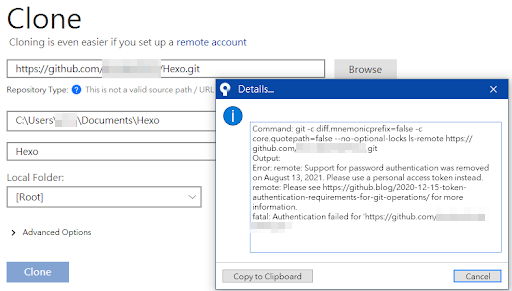 Clone
Cloning is even easier if you set up a remote account
https://github.com/ /Hexo.git
Browse
Repository Type: ? This is not a valid source path / URL
C:\Users\ \Documents\Hexo
Hexo
Local Folder:
[Root]
Advanced Options
Clone
Details...
Command: git -c diff.mnemonicprefix=false -c
core.quotepath=false --no-optional-locks ls-remote https://
github.com/ .git
Output:
Error: remote: Support for password authentication was removed
on August 13, 2021. Please use a personal access token instead.
remote: Please see https://github.blog/2020-12-15-token-
authentication-requirements-for-git-operations/ for more
information.
fatal: Authentication failed for 'https://github.com/
Copy to Clipboard
Cancel